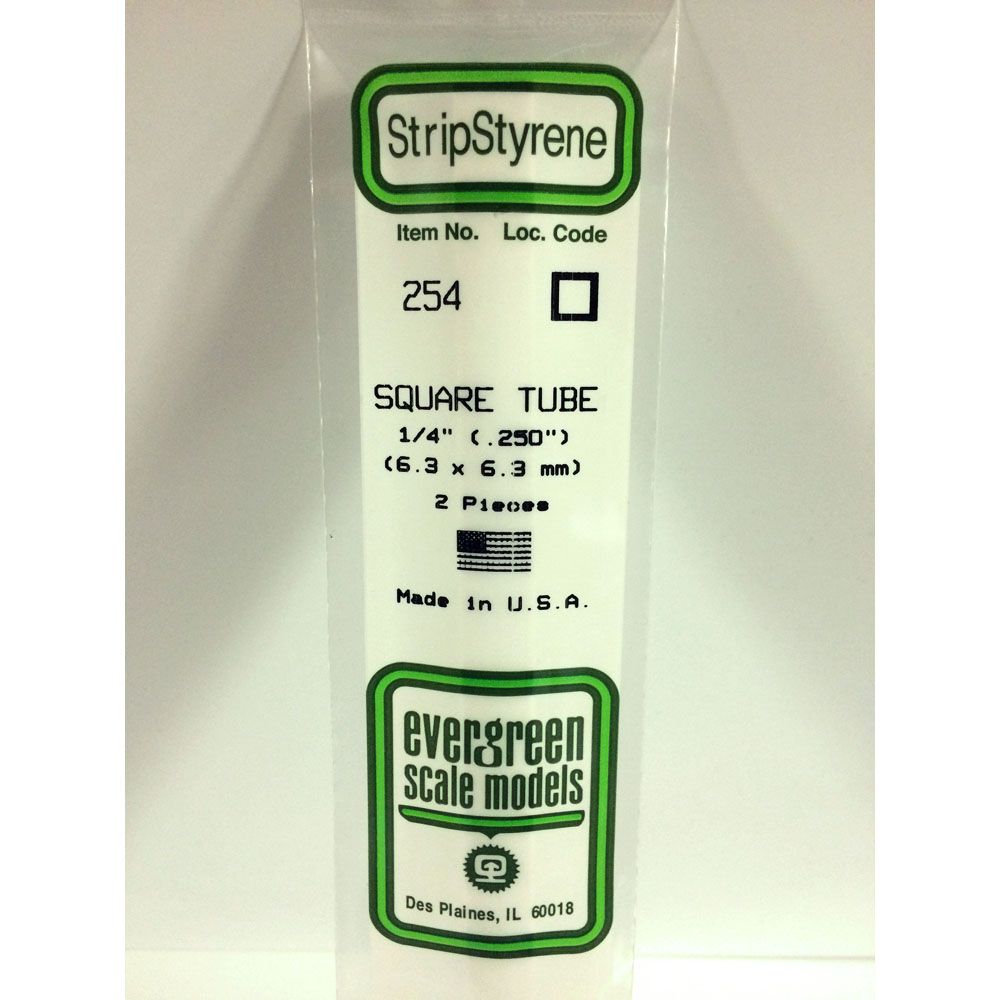 StripStyrene
Item No. Loc. Code
254
SQUARE TUBE
1/4" (.250")
(6.3 x 6.3 mm)
2 Pieces
Made in U.S.A.
evergreen
scale models
Des Plaines, IL 60018